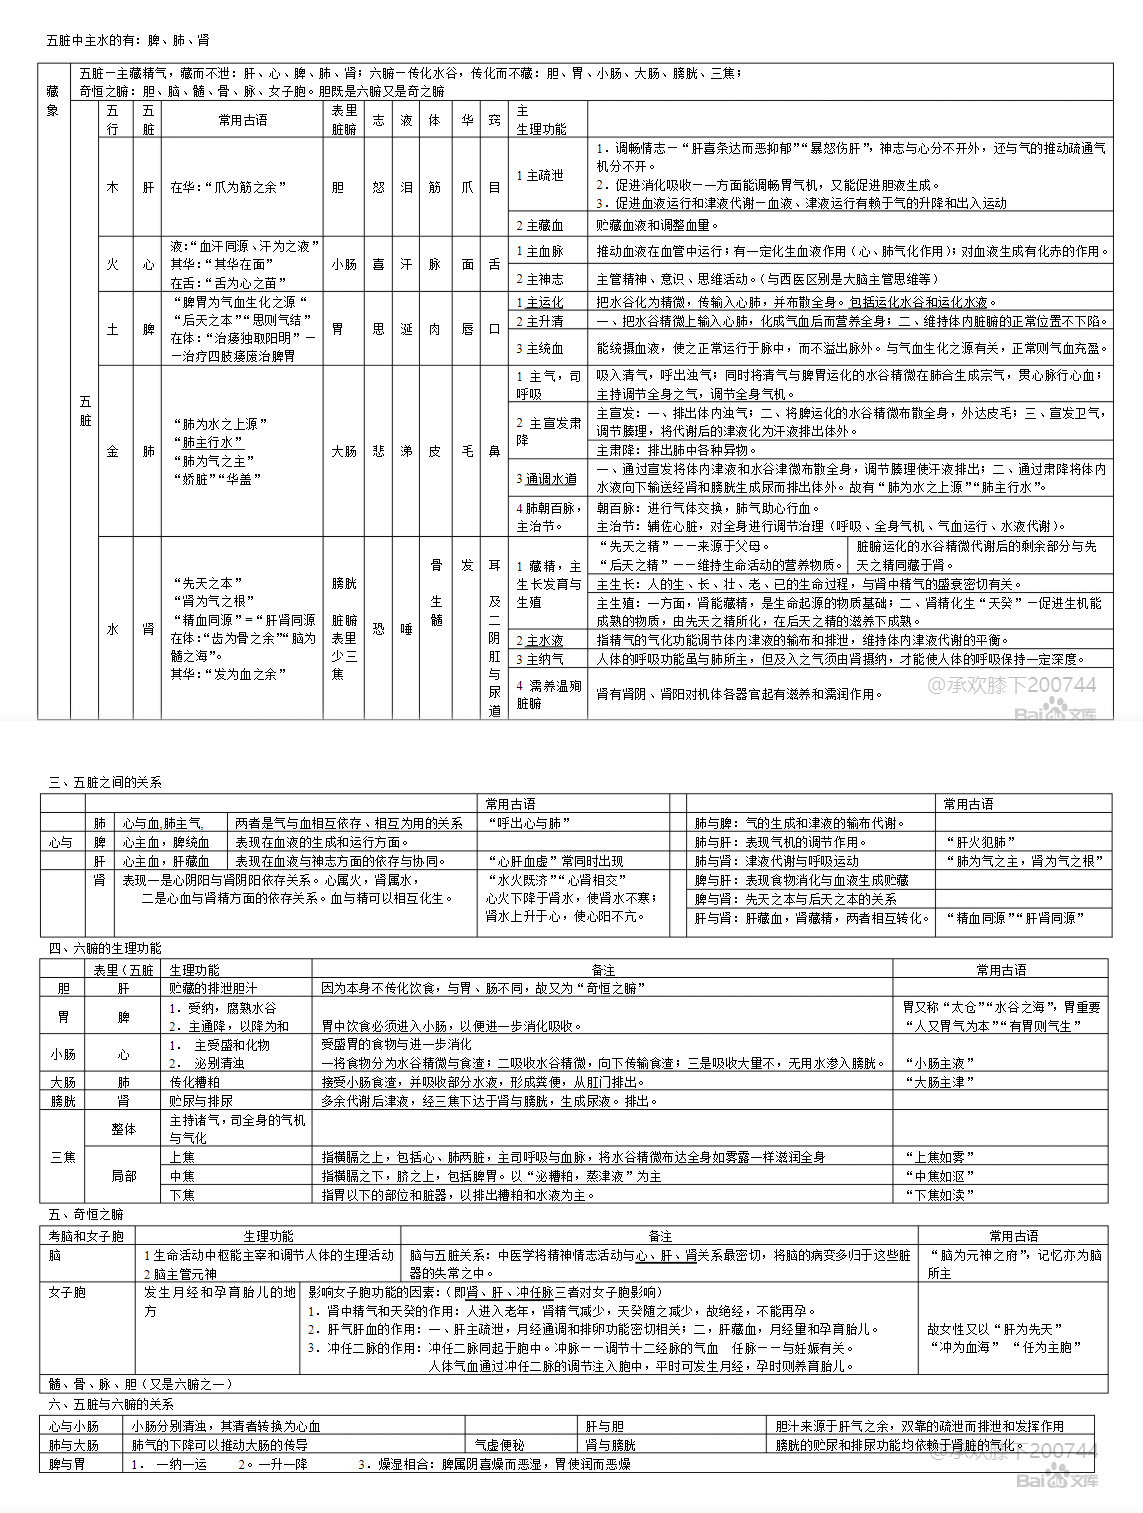 五脏中主水的有：脾、肺、肾
藏象
五脏—主藏精气，藏而不泄：肝、心、脾、肺、肾；六腑—传化水谷，传化而不藏：胆、胃、小肠、大肠、膀胱、三焦；
奇恒之腑：胆、脑、髓、骨、脉、女子胞。胆既是六腑又是奇之腑
五脏
五行 五脏 常用古语 表里脏腑 志 液 体 华 窍 主生理功能
木 肝 在华：“爪为筋之余” 胆 怒 泪 筋 爪 目
1 主疏泄
1．调畅情志—“肝喜条达而恶抑郁”“暴怒伤肝”，神志与心分不开外，还与气的推动疏通气
机分不开。
2．促进消化吸收—一方面能调畅胃气机，又能促进胆液生成。
3．促进血液运行和津液代谢—血液、津液运行有赖于气的升降和出入运动
2 主藏血 贮藏血液和调整血量。
火 心
液：“血汗同源、汗为之液”
其华：“其华在面”
在舌：“舌为心之苗”
小肠 喜 汗 脉 面 舌
1 主血脉 推动血液在血管中运行；有一定化生血液作用（心、肺气化作用）；对血液生成有化赤的作用。
2 主神志 主管精神、意识、思维活动。（与西医区别是大脑主管思维等）
土 脾
“脾胃为气血生化之源“
“后天之本”“思则气结”
在体：“治痿独取阳明”—
—治疗四肢痿废治脾胃
胃 思 涎 肉 唇 口
1 主运化 把水谷化为精微，传输入心肺，并布散全身。包括运化水谷和运化水液。
2 主升清 一、把水谷精微上输入心肺，化成气血后而营养全身；二、维持体内脏腑的正常位置不下陷。
3 主统血 能统摄血液，使之正常运行于脉中，而不溢出脉外。与气血生化之源有关，正常则气血充盈。
金 肺
“肺为水之上源”
“肺主行水”
“肺为气之主”
“娇脏”“华盖”
大肠 悲 涕 皮 毛 鼻
1 主气，司呼吸
吸入清气，呼出浊气；同时将清气与脾胃运化的水谷精微在肺合生成宗气，贯心脉行心血；
主持调节全身之气，调节全身气机。
2 主宣发肃降
主宣发：一、排出体内浊气；二、将脾运化的水谷精微布散全身，外达皮毛；三、宣发卫气，
调节腠理，将代谢后的津液化为汗液排出体外。
主肃降：排出肺中各种异物。
3 通调水道
一、通过宣发将体内津液和水谷津微布散全身，调节腠理使汗液排出；二、通过肃降将体内
水液向下输送经肾和膀胱生成尿而排出体外。故有“肺为水之上源”“肺主行水”。
4 肺朝百脉，主治节。
朝百脉：进行气体交换，肺气助心行血。
主治节：辅佐心脏，对全身进行调节治理（呼吸、全身气机、气血运行、水液代谢）。
水 肾
“先天之本”
“肾为气之根”
“精血同源”=“肝肾同源
在体：“齿为骨之余”“脑为
髓之海”。
其华：“发为血之余”
膀胱
脏腑表里少三焦
恐 唾 骨生髓 发 耳及二阴肛与尿道
1 藏精，主生长发育与生殖
“先天之精”——来源于父母。
“后天之精”——维持生命活动的营养物质。
脏腑运化的水谷精微代谢后的剩余部分与先
天之精同藏于肾。
主生长：人的生、长、壮、老、已的生命过程，与肾中精气的盛衰密切有关。
主生殖：一方面，肾能藏精，是生命起源的物质基础；二、肾精化生“天癸”—促进生机能
成熟的物质，由先天之精所化，在后天之精的滋养下成熟。
2 主水液 指精气的气化功能调节体内津液的输布和排泄，维持体内津液代谢的平衡。
3 主纳气 人体的呼吸功能虽与肺所主，但及入之气须由肾摄纳，才能使人体的呼吸保持一定深度。
4 濡养温殉脏腑 肾有肾阴、肾阳对机体各器官起有滋养和濡润作用。
@承欢膝下200744
Bai文库
三、五脏之间的关系
常用古语 常用古语
心与
肺 心与血,肺主气, 两者是气与血相互依存、相互为用的关系 “呼出心与肺” 肺与脾：气的生成和津液的输布代谢。
脾 心主血，脾统血 表现在血液的生成和运行方面。 肺与肝：表现气机的调节作用。 “肝火犯肺”
肝 心主血，肝藏血 表现在血液与神志方面的依存与协同。 “心肝血虚”常同时出现 肺与肾：津液代谢与呼吸运动 “肺为气之主，肾为气之根”
肾 表现一是心阴阳与肾阴阳依存关系。心属火，肾属水，
二是心血与肾精方面的依存关系。血与精可以相互化生。
“水火既济”“心肾相交”
心火下降于肾水，使肾水不寒；
肾水上升于心，使心阳不亢。
脾与肝：表现食物消化与血液生成贮藏
脾与肾：先天之本与后天之本的关系
肝与肾：肝藏血，肾藏精，两者相互转化。 “精血同源”“肝肾同源”
四、六腑的生理功能
表里（五脏 生理功能 备注 常用古语
胆 肝 贮藏的排泄胆汁 因为本身不传化饮食，与胃、肠不同，故又为“奇恒之腑”
胃 脾
1．受纳，腐熟水谷
2．主通降，以降为和
胃中饮食必须进入小肠，以便进一步消化吸收。
胃又称“太仓”“水谷之海”，胃重要
“人又胃气为本”“有胃则气生”
小肠 心
1． 主受盛和化物
2． 泌别清浊
受盛胃的食物与进一步消化
一将食物分为水谷精微与食渣；二吸收水谷精微，向下传输食渣；三是吸收大量不，无用水渗入膀胱。
“小肠主液”
大肠 肺 传化糟粕 接受小肠食渣，并吸收部分水液，形成粪便，从肛门排出。 “大肠主津”
膀胱 肾 贮尿与排尿 多余代谢后津液，经三焦下达于肾与膀胱，生成尿液。排出。
三焦
整体 主持诸气，司全身的气机与气化
局部
上焦 指横膈之上，包括心、肺两脏，主司呼吸与血脉，将水谷精微布达全身如雾露一样滋润全身 “上焦如雾”
中焦 指横膈之下，脐之上，包括脾胃。以“泌糟粕，蒸津液”为主 “中焦如沤”
下焦 指胃以下的部位和脏器，以排出糟粕和水液为主。 “下焦如渎”
五、奇恒之腑
考脑和女子胞 生理功能 备注 常用古语
脑
1 生命活动中枢能主宰和调节人体的生理活动
2 脑主管元神
脑与五脏关系：中医学将精神情志活动与心、肝、肾关系最密切，将脑的病变多归于这些脏
器的失常之中。
“脑为元神之府”，记忆亦为脑
所主
女子胞 发生月经和孕育胎儿的地方
影响女子胞功能的因素：（即肾、肝、冲任脉三者对女子胞影响）
1．肾中精气和天癸的作用：人进入老年，肾精气减少，天癸随之减少，故绝经，不能再孕。
2．肝气肝血的作用：一、肝主疏泄，月经通调和排卵功能密切相关；二，肝藏血，月经量和孕育胎儿。
3．冲任二脉的作用：冲任二脉同起于胞中。冲脉——调节十二经脉的气血 任脉——与妊娠有关。
人体气血通过冲任二脉的调节注入胞中，平时可发生月经，孕时则养育胎儿。
故女性又以“肝为先天”
“冲为血海” “任为主胞”
髓、骨、脉、胆（又是六腑之一）
六、五脏与六腑的关系
心与小肠 小肠分别清浊，其清者转换为心血 肝与胆 胆汁来源于肝气之余，双靠的疏泄而排泄和发挥作用
肺与大肠 肺气的下降可以推动大肠的传导 气虚便秘 肾与膀胱 膀胱的贮尿和排尿功能均依赖于肾脏的气化。
脾与胃 1． 一纳一运 2。一升一降 3．燥湿相合：脾属阴喜燥而恶湿，胃使润而恶燥
@承欢膝下200744
Bai文库